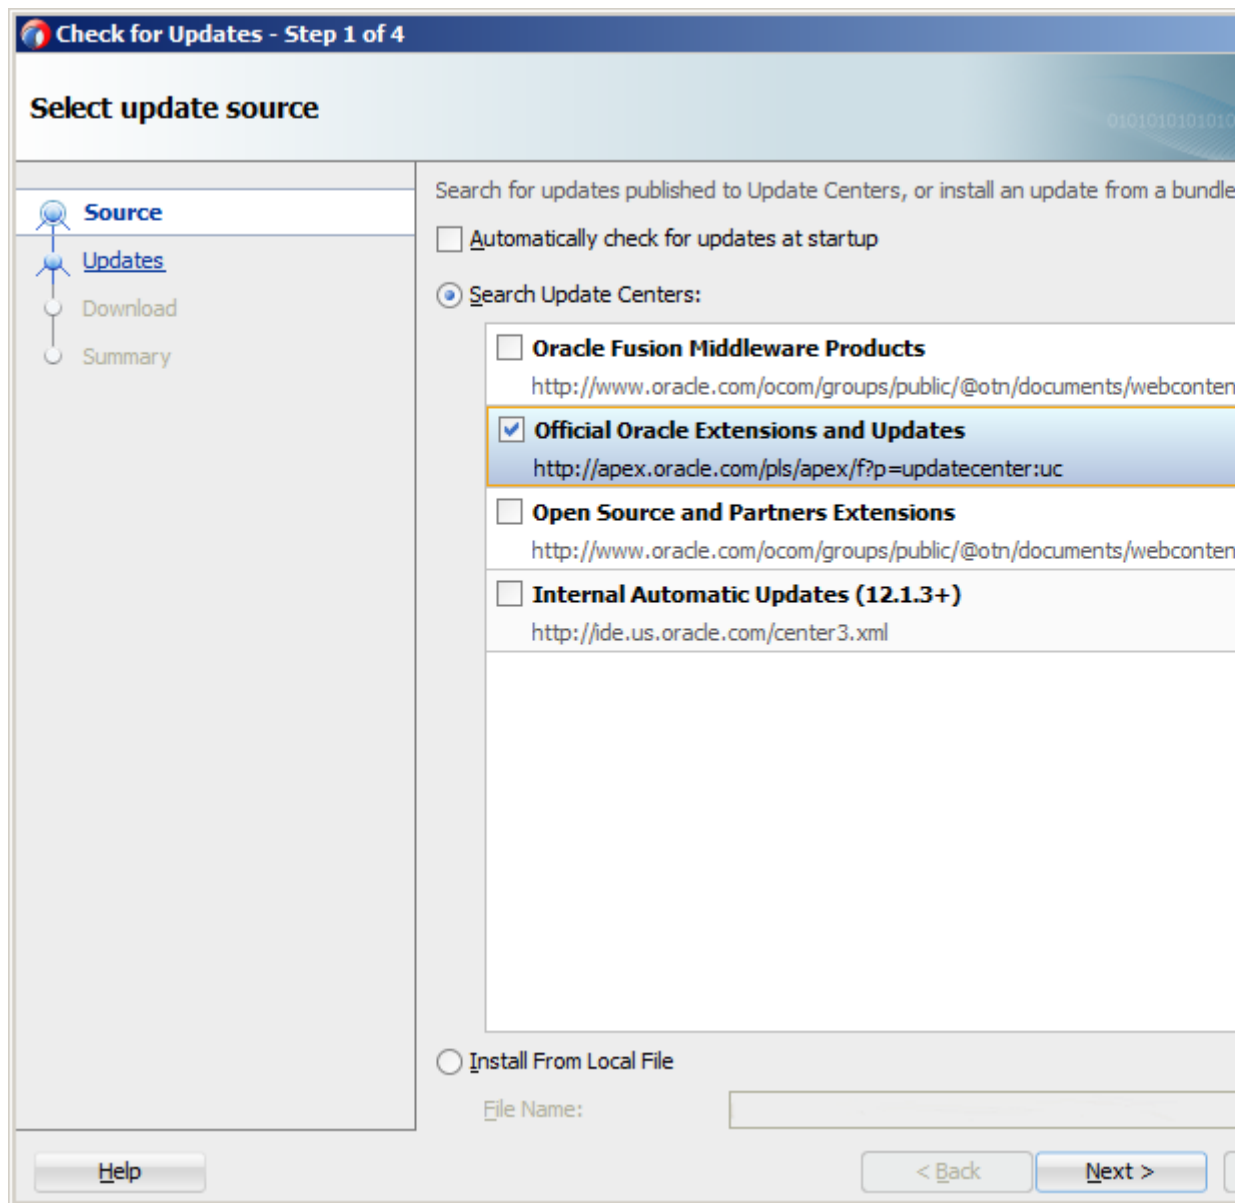 Check for Updates - Step 1 of 4
Select update source
010101010101010
Source
Updates
Download
Summary
Search for updates published to Update Centers, or install an update from a bundle
Automatically check for updates at startup
Search Update Centers:
Oracle Fusion Middleware Products
http://www.oracle.com/ocom/groups/public/@otn/documents/webconten
Official Oracle Extensions and Updates
http://apex.oracle.com/pls/apex/f?p=updatecenter:uc
Open Source and Partners Extensions
http://www.oracle.com/ocom/groups/public/@otn/documents/webconten
Internal Automatic Updates (12.1.3+)
http://ide.us.oracle.com/center3.xml
Install From Local File
File Name:
Help
< Back
Next >